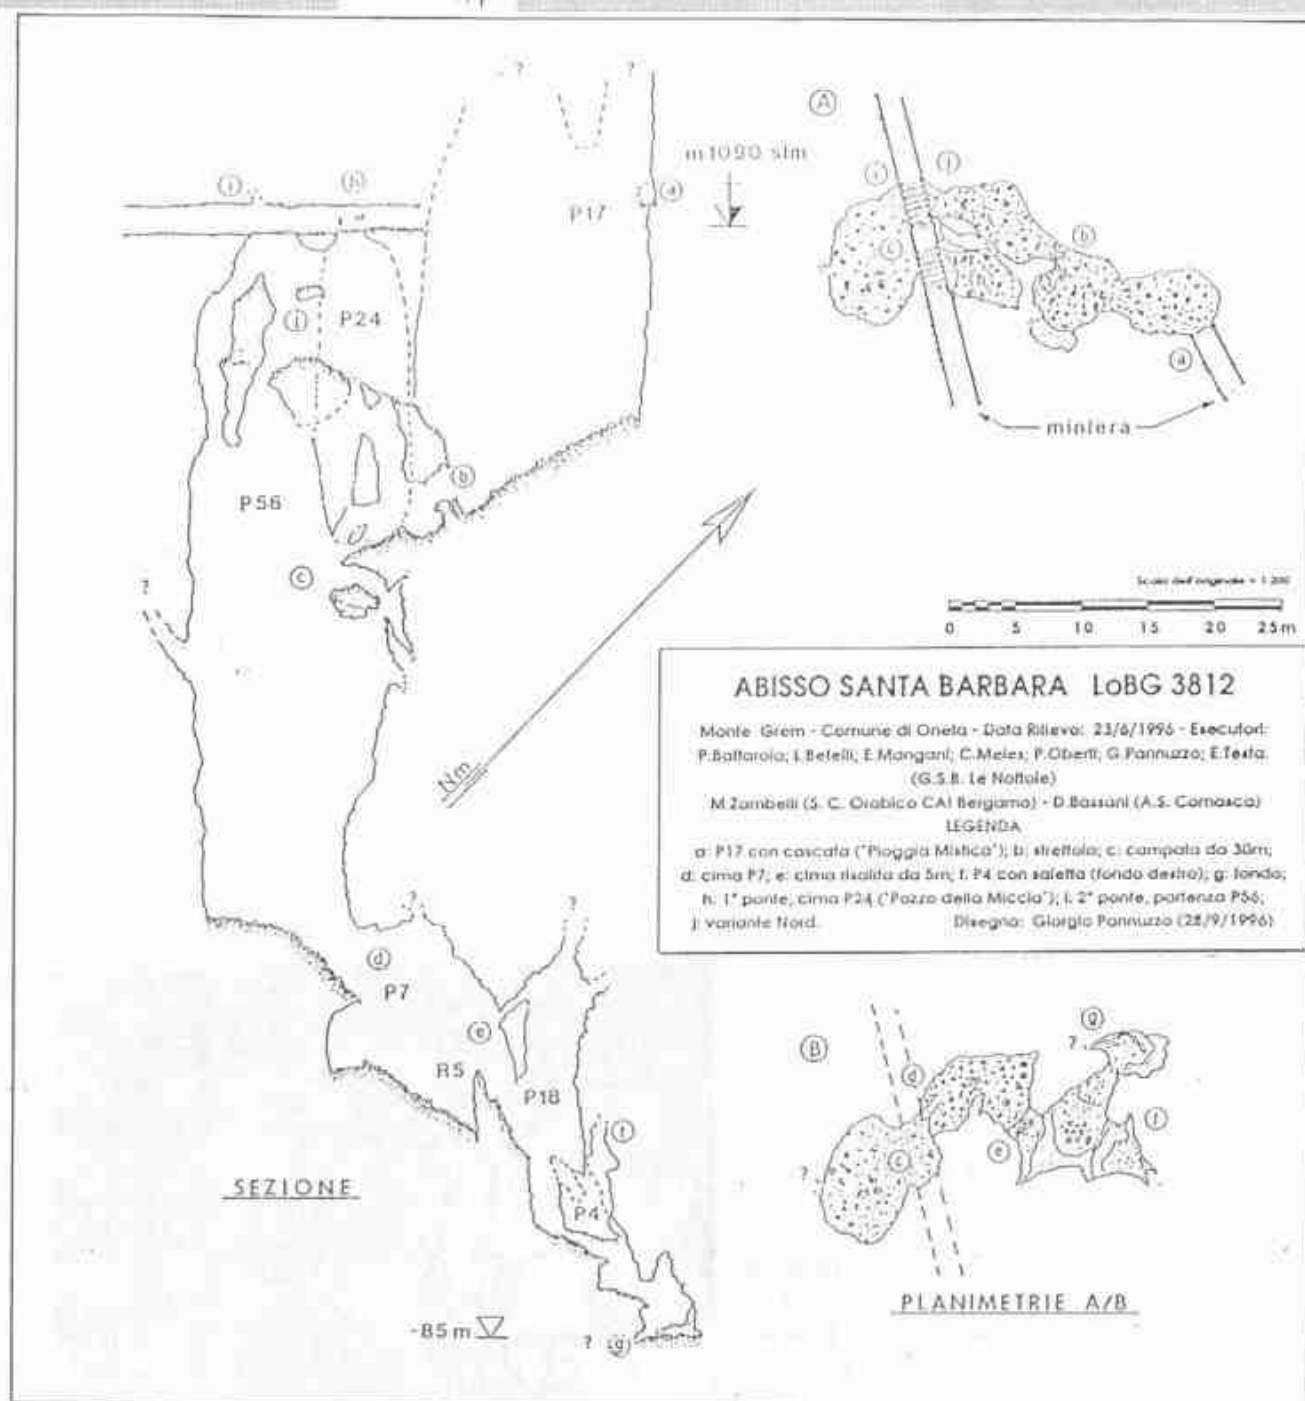 ? ?
m 1090 slm
i
h
a
P17
P24
j
b
P56
c
?
?
?
d
P7
e
R5
P18
f
P4
SEZIONE
-85 m
? g
A
i
j
c
b
a
miniera
Nm
Scala dell'originale = 1:200
0 5 10 15 20 25m
ABISSO SANTA BARBARA LoBG 3812
Monte Grem - Comune di Oneta - Data Rilievo: 23/6/1996 - Esecutori:
P.Battarola; L.Betelli; E.Mangani; C.Meles; P.Oberti; G.Pannuzzo; E.Testa.
(G.S.B. Le Nottole)
M.Zambelli (S. C. Orobico CAI Bergamo) - D.Bassani (A.S. Comasca)
LEGENDA
a: P17 con cascata ("Pioggia Mistica"); b: strettoia; c: campata da 30m;
d: cima P7; e: cima risalita da 5m; f. P4 con saletta (fondo destro); g: fondo;
h: 1° ponte, cima P24 ("Pozzo della Miccia"); i: 2° ponte, partenza P56;
j: variante Nord. Disegno: Giorgio Pannuzzo (28/9/1996)
B
g
?
d
f
e
c
?
PLANIMETRIE A/B